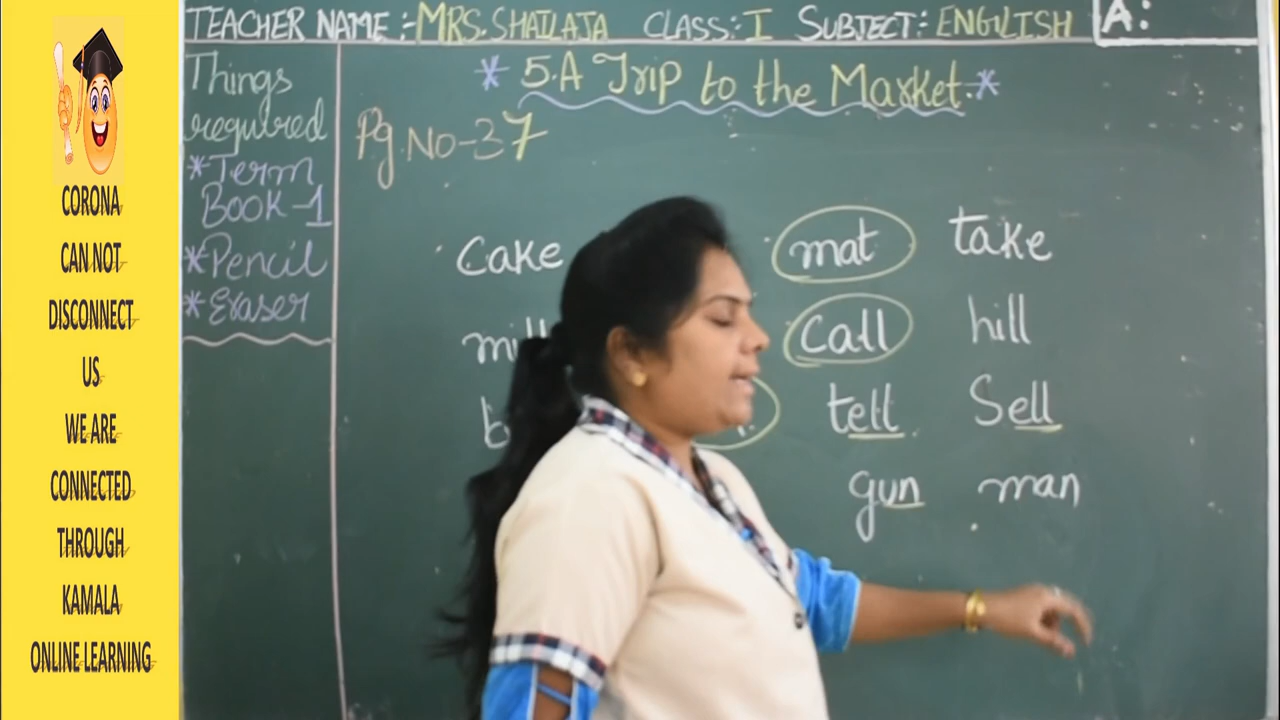 CORONA
CAN NOT
DISCONNECT
US
WE ARE
CONNECTED
THROUGH
KAMALA
ONLINE LEARNING
TEACHER NAME :- MRS. SHAILAJA CLASS:- I SUBJECT:- ENGLISH
A:
Things
required
*Term
Book-1
*Pencil
*Eraser
* 5.A Trip to the Market. *
Pg.No-37
Cake mat take
Call hill
tell Sell
gun man